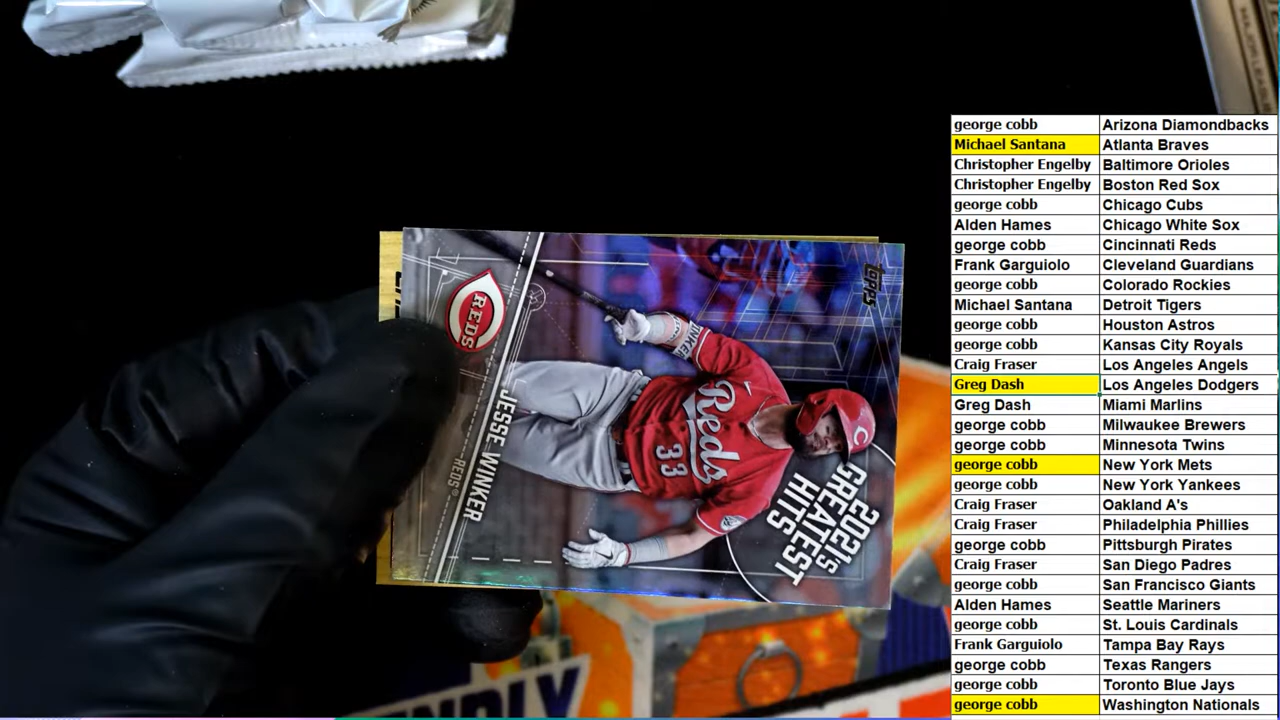 topps
REDS
WINKER
Reds
33
C
2021's
GREATEST
HITS
JESSE WINKER
REDS®
george cobb Arizona Diamondbacks
Michael Santana Atlanta Braves
Christopher Engelby Baltimore Orioles
Christopher Engelby Boston Red Sox
george cobb Chicago Cubs
Alden Hames Chicago White Sox
george cobb Cincinnati Reds
Frank Garguiolo Cleveland Guardians
george cobb Colorado Rockies
Michael Santana Detroit Tigers
george cobb Houston Astros
george cobb Kansas City Royals
Craig Fraser Los Angeles Angels
Greg Dash Los Angeles Dodgers
Greg Dash Miami Marlins
george cobb Milwaukee Brewers
george cobb Minnesota Twins
george cobb New York Mets
george cobb New York Yankees
Craig Fraser Oakland A's
Craig Fraser Philadelphia Phillies
george cobb Pittsburgh Pirates
Craig Fraser San Diego Padres
george cobb San Francisco Giants
Alden Hames Seattle Mariners
george cobb St. Louis Cardinals
Frank Garguiolo Tampa Bay Rays
george cobb Texas Rangers
george cobb Toronto Blue Jays
george cobb Washington Nationals